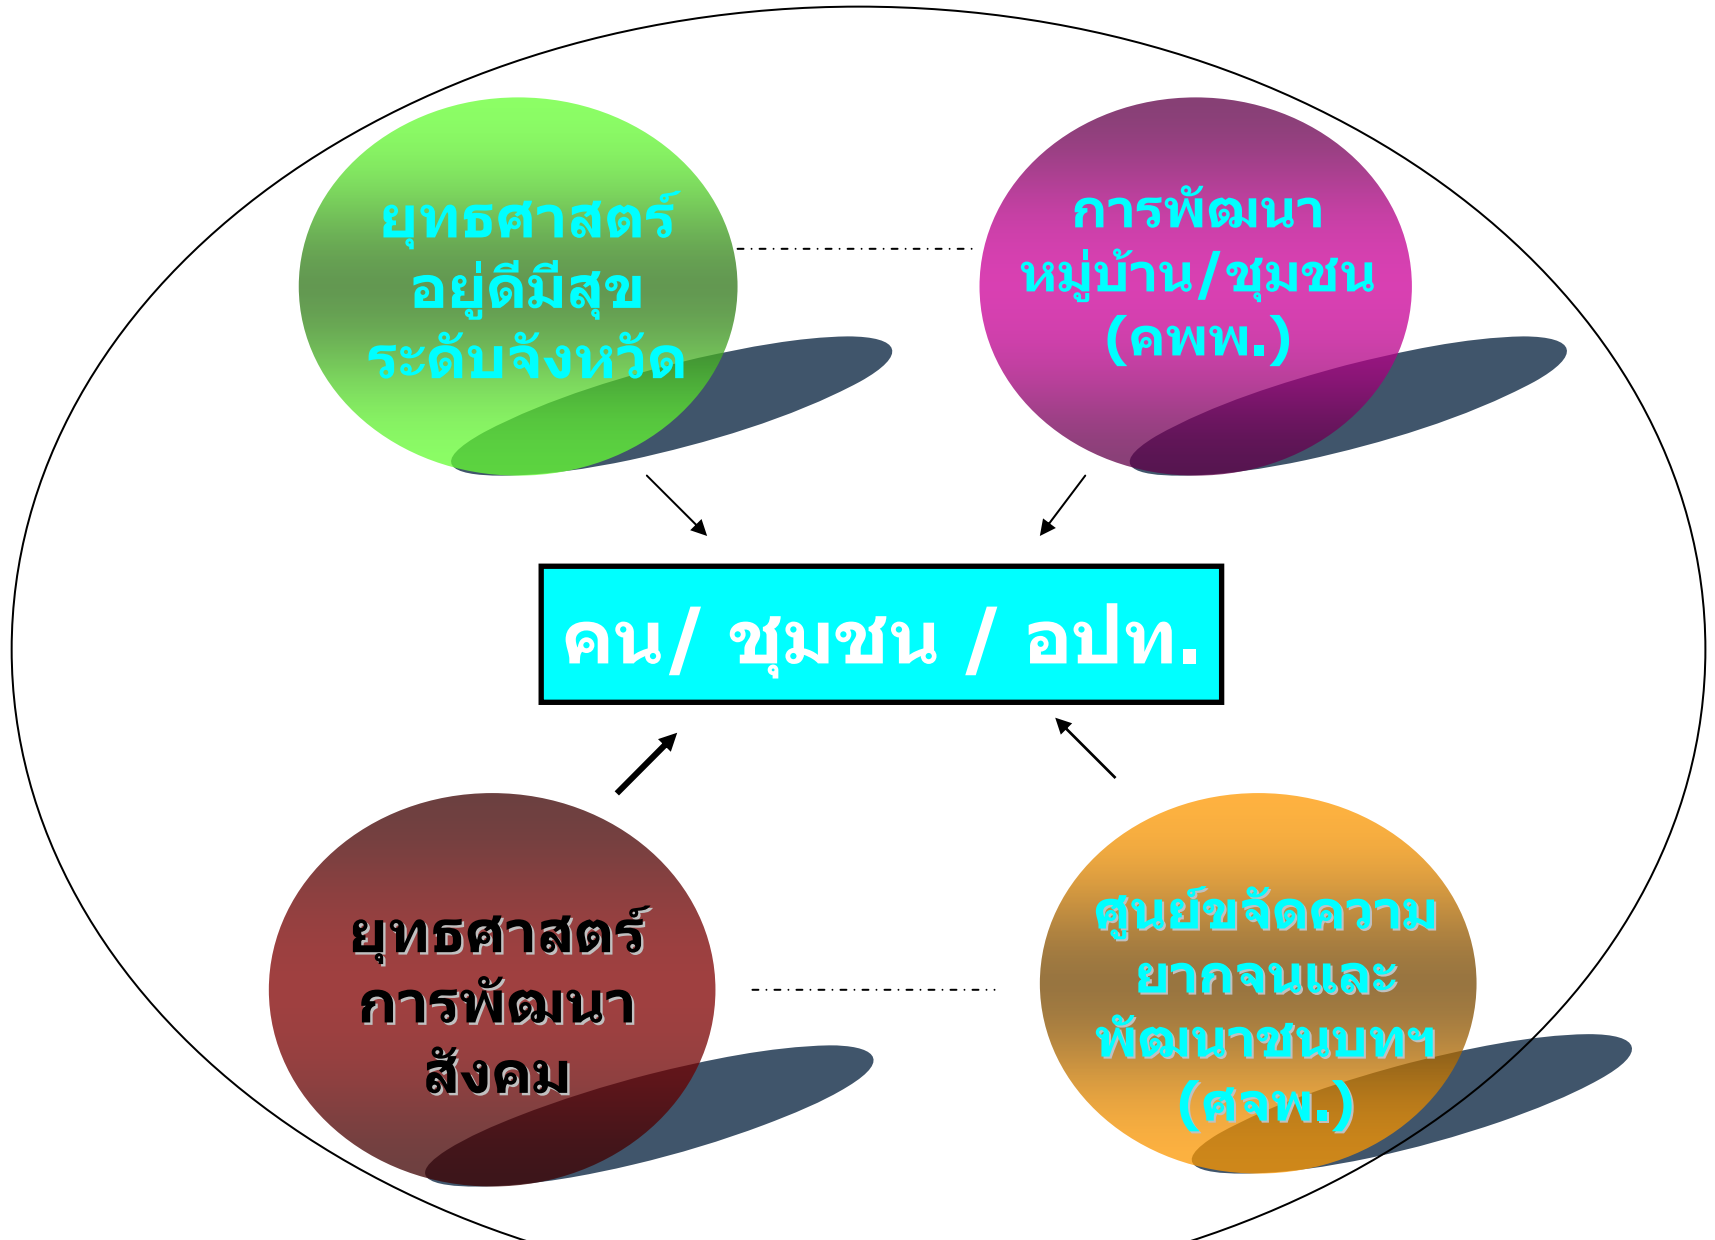 ยุทธศาสตร์
อยู่ดีมีสุข
ระดับจังหวัด
การพัฒนา
หมู่บ้าน/ชุมชน
(คพพ.)
คน/ ชุมชน / อปท.
ยุทธศาสตร์
การพัฒนา
สังคม
ศูนย์ขจัดความ
ยากจนและ
พัฒนาชนบทฯ
(ศจพ.)